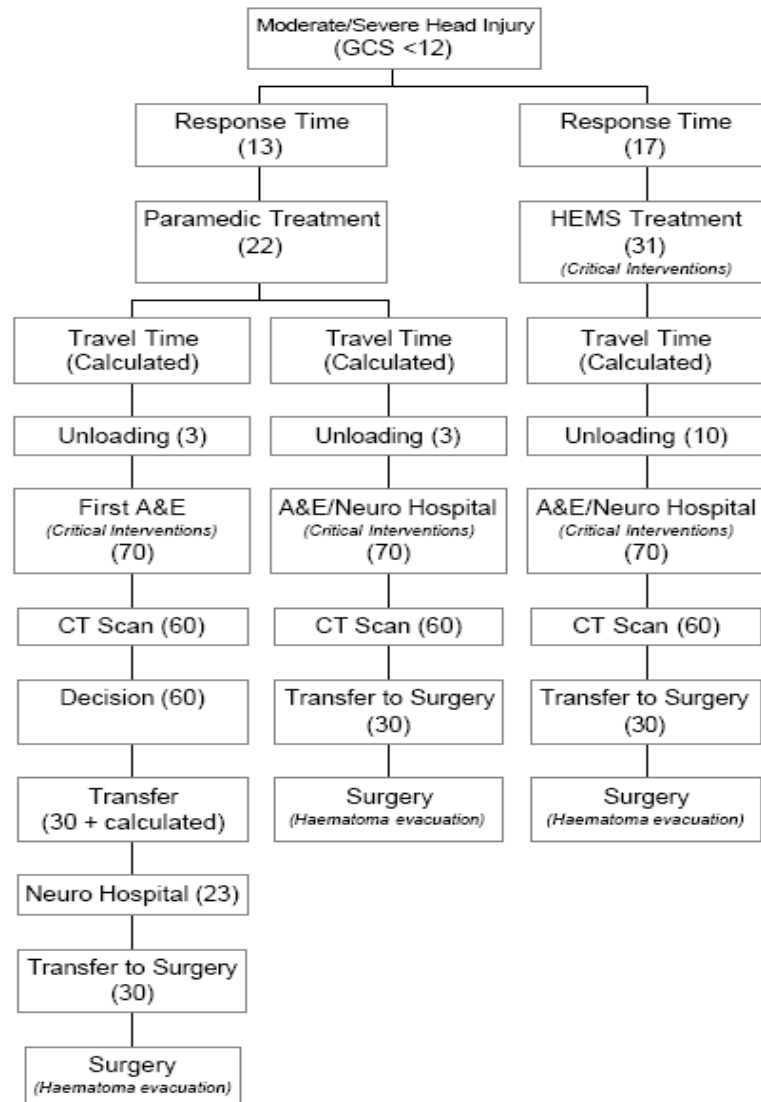 Moderate/Severe Head Injury
(GCS <12)
Response Time
(13)
Response Time
(17)
Paramedic Treatment
(22)
HEMS Treatment
(31)
(Critical Interventions)
Travel Time
(Calculated)
Travel Time
(Calculated)
Travel Time
(Calculated)
Unloading (3)
Unloading (3)
Unloading (10)
First A&E
(Critical Interventions)
(70)
A&E/Neuro Hospital
(Critical Interventions)
(70)
A&E/Neuro Hospital
(Critical Interventions)
(70)
CT Scan (60)
CT Scan (60)
CT Scan (60)
Decision (60)
Transfer to Surgery
(30)
Transfer to Surgery
(30)
Transfer
(30 + calculated)
Surgery
(Haematoma evacuation)
Surgery
(Haematoma evacuation)
Neuro Hospital (23)
Transfer to Surgery
(30)
Surgery
(Haematoma evacuation)